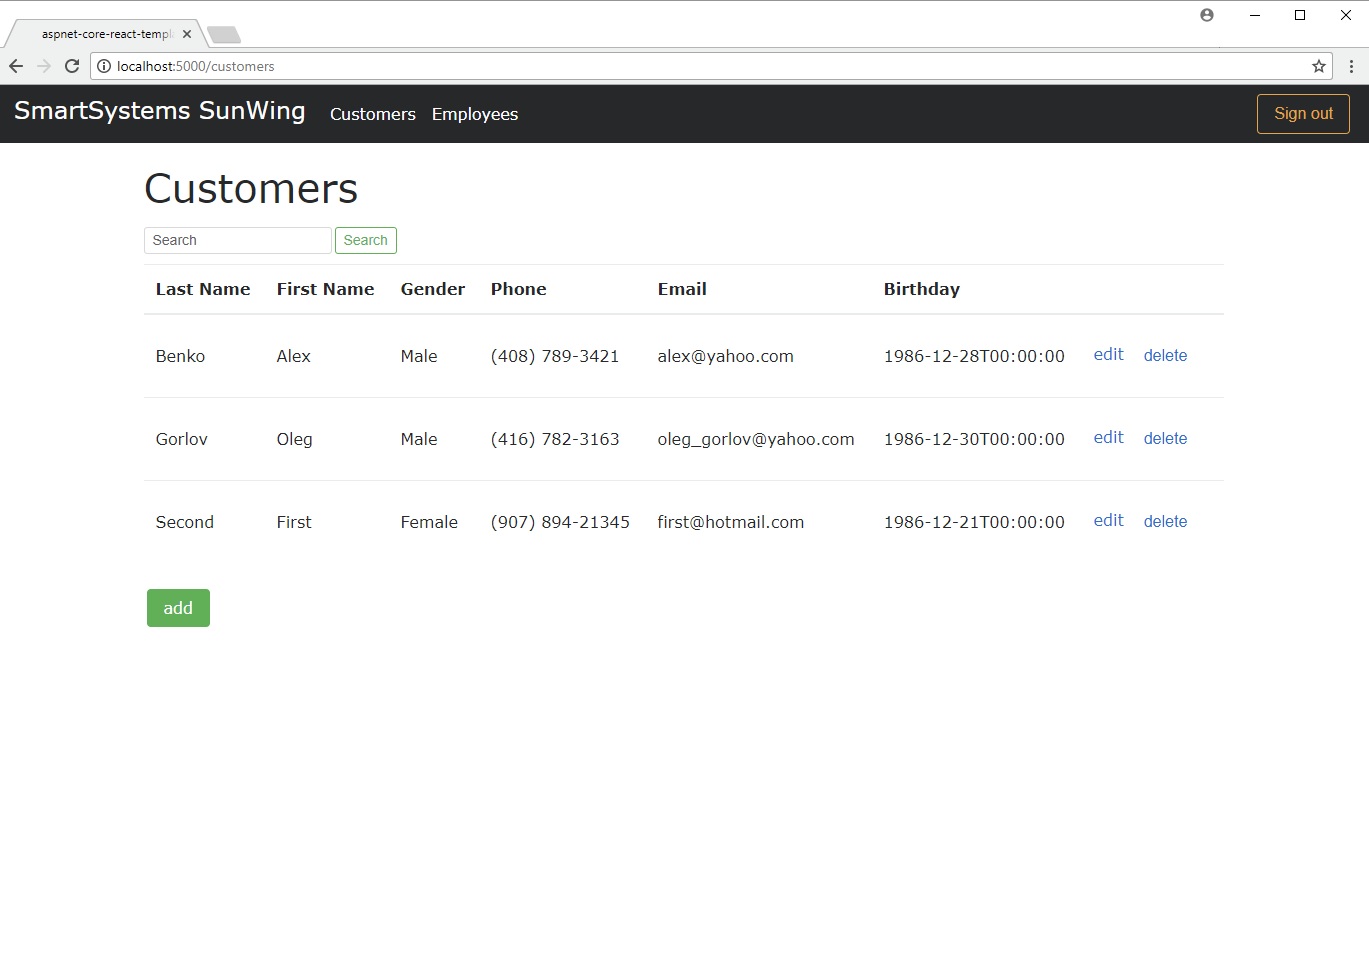 aspnet-core-react-templ
localhost:5000/customers
SmartSystems SunWing Customers Employees Sign out
Customers
Search Search
Last Name First Name Gender Phone Email Birthday
Benko Alex Male (408) 789-3421 alex@yahoo.com 1986-12-28T00:00:00 edit delete
Gorlov Oleg Male (416) 782-3163 oleg_gorlov@yahoo.com 1986-12-30T00:00:00 edit delete
Second First Female (907) 894-21345 first@hotmail.com 1986-12-21T00:00:00 edit delete
add